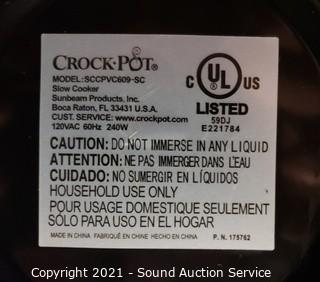 CROCK·POT®
MODEL: SCCPVC609-SC
Slow Cooker
Sunbeam Products, Inc.
Boca Raton, FL 33431 U.S.A.
CUST. SERVICE: www.crockpot.com
120VAC 60Hz 240W
C UL US
®
LISTED
59DJ
E221784
CAUTION: DO NOT IMMERSE IN ANY LIQUID
ATTENTION: NE PAS IMMERGER DANS L'EAU
CUIDADO: NO SUMERGIR EN LÍQUIDOS
HOUSEHOLD USE ONLY
POUR USAGE DOMESTIQUE SEULEMENT
SÓLO PARA USO EN EL HOGAR
MADE IN CHINA FABRIQUÉ EN CHINE HECHO EN CHINA P. N. 175762
Copyright 2021 - Sound Auction Service